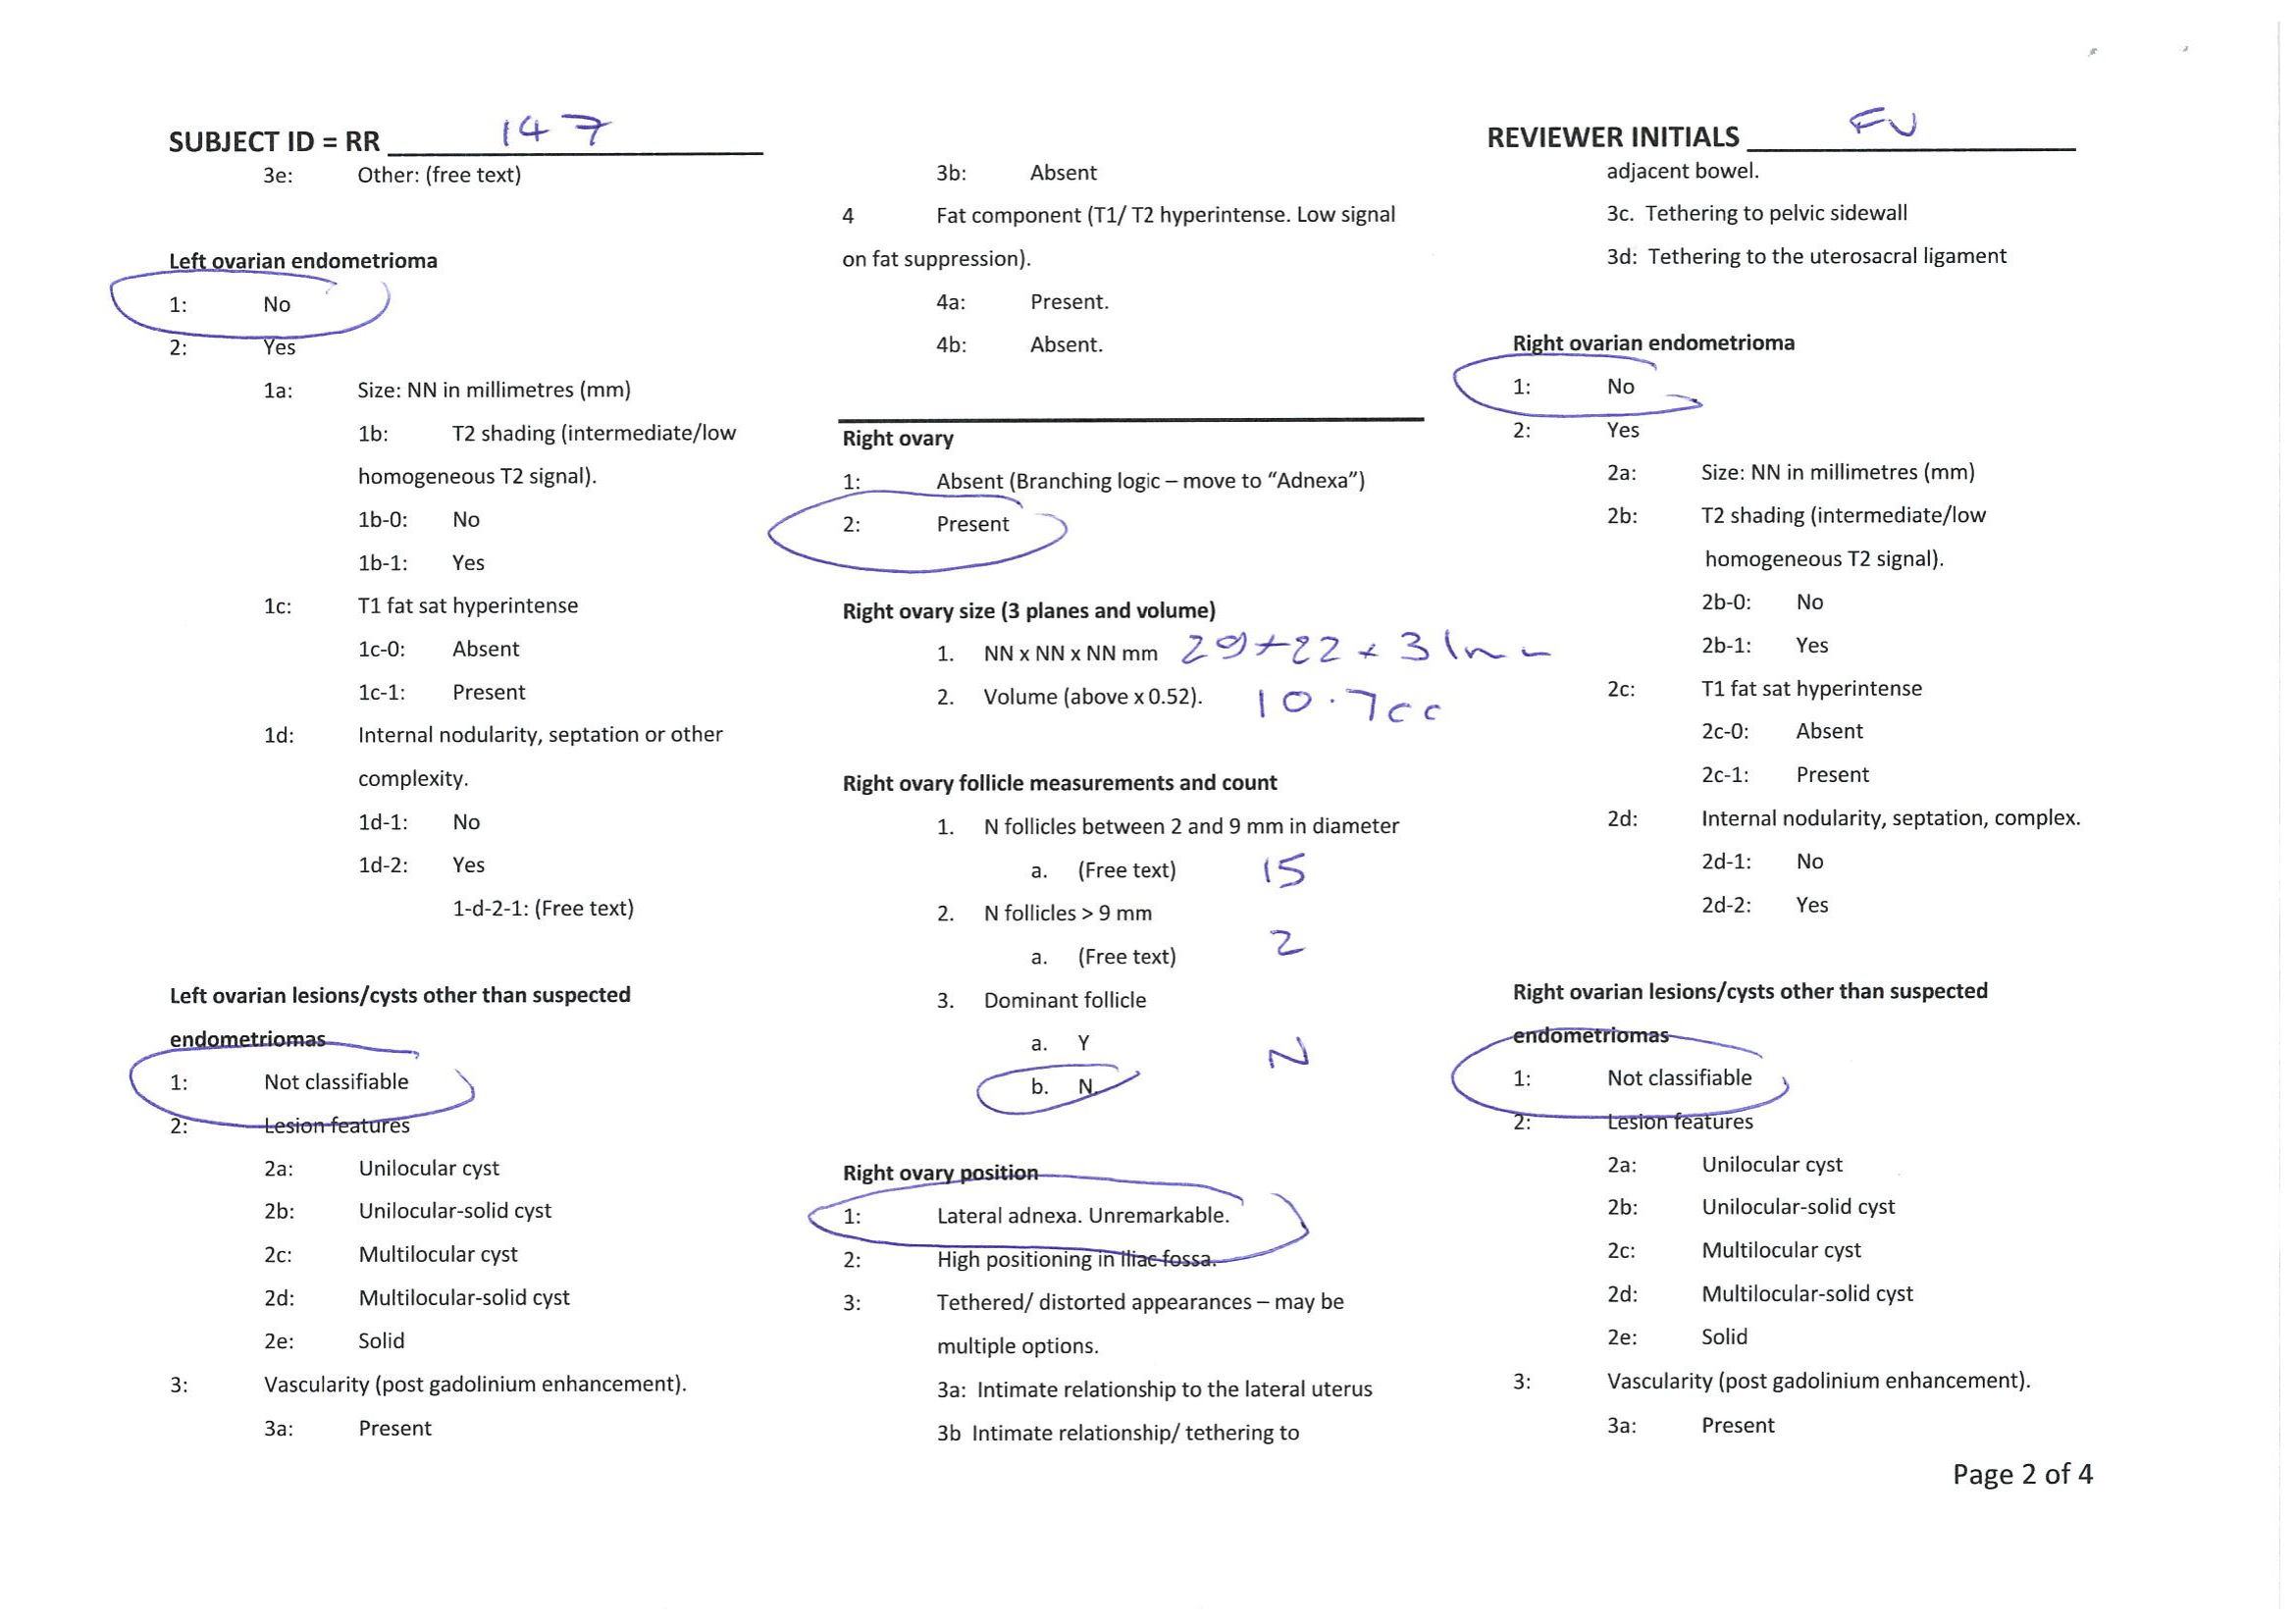 SUBJECT ID = RR 147
3e: Other: (free text)
Left ovarian endometrioma
1: No
2: Yes
1a: Size: NN in millimetres (mm)
1b: T2 shading (intermediate/low
homogeneous T2 signal).
1b-0: No
1b-1: Yes
1c: T1 fat sat hyperintense
1c-0: Absent
1c-1: Present
1d: Internal nodularity, septation or other
complexity.
1d-1: No
1d-2: Yes
1-d-2-1: (Free text)
Left ovarian lesions/cysts other than suspected
endometriomas
1: Not classifiable
2: Lesion features
2a: Unilocular cyst
2b: Unilocular-solid cyst
2c: Multilocular cyst
2d: Multilocular-solid cyst
2e: Solid
3: Vascularity (post gadolinium enhancement).
3a: Present
3b: Absent
4 Fat component (T1/ T2 hyperintense. Low signal
on fat suppression).
4a: Present.
4b: Absent.
Right ovary
1: Absent (Branching logic – move to “Adnexa”)
2: Present
Right ovary size (3 planes and volume)
1. NN x NN x NN mm 29 x 22 x 31mm
2. Volume (above x 0.52). 10.7cc
Right ovary follicle measurements and count
1. N follicles between 2 and 9 mm in diameter
a. (Free text) 15
2. N follicles > 9 mm
a. (Free text) 2
3. Dominant follicle
a. Y
b. N. N
Right ovary position
1: Lateral adnexa. Unremarkable.
2: High positioning in iliac fossa.
3: Tethered/ distorted appearances – may be
multiple options.
3a: Intimate relationship to the lateral uterus
3b Intimate relationship/ tethering to
REVIEWER INITIALS FV
adjacent bowel.
3c. Tethering to pelvic sidewall
3d: Tethering to the uterosacral ligament
Right ovarian endometrioma
1: No
2: Yes
2a: Size: NN in millimetres (mm)
2b: T2 shading (intermediate/low
homogeneous T2 signal).
2b-0: No
2b-1: Yes
2c: T1 fat sat hyperintense
2c-0: Absent
2c-1: Present
2d: Internal nodularity, septation, complex.
2d-1: No
2d-2: Yes
Right ovarian lesions/cysts other than suspected
endometriomas
1: Not classifiable
2: Lesion features
2a: Unilocular cyst
2b: Unilocular-solid cyst
2c: Multilocular cyst
2d: Multilocular-solid cyst
2e: Solid
3: Vascularity (post gadolinium enhancement).
3a: Present
Page 2 of 4